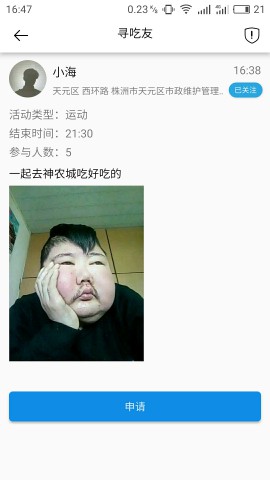 16:47
0.23 K/s
21
寻吃友
小海
16:38
天元区 西环路 株洲市天元区市政维护管理..
已关注
活动类型：运动
结束时间：21:30
参与人数：5
一起去神农城吃好吃的
申请